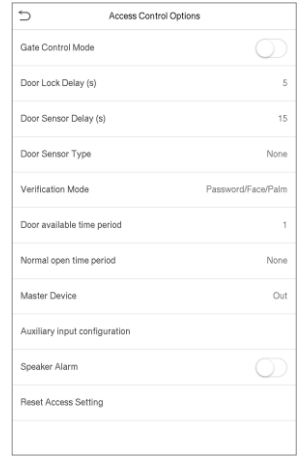 Access Control Options
Gate Control Mode
Door Lock Delay (s) 5
Door Sensor Delay (s) 15
Door Sensor Type None
Verification Mode Password/Face/Palm
Door available time period 1
Normal open time period None
Master Device Out
Auxiliary input configuration
Speaker Alarm
Reset Access Setting